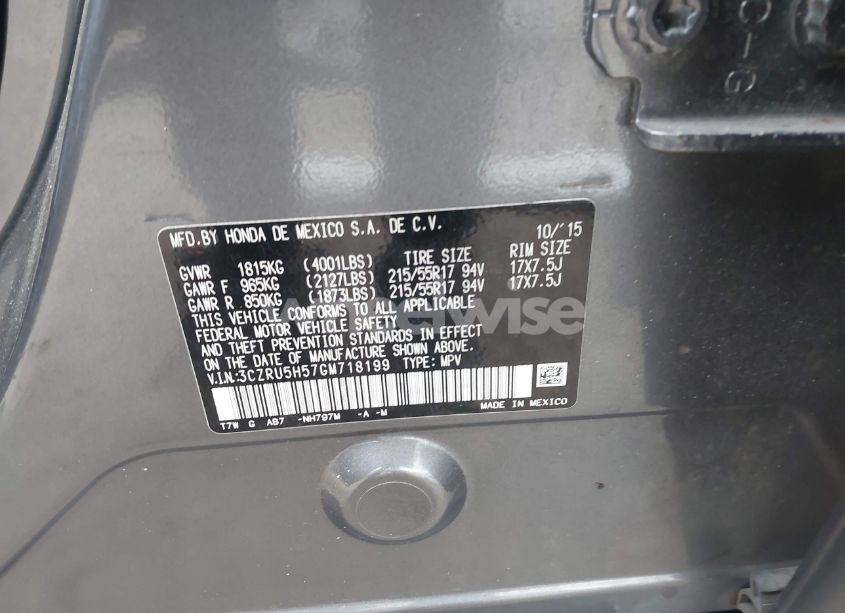 C-G
MFD.BY HONDA DE MEXICO S.A. DE C.V. 10/'15
GVWR 1815KG (4001LBS) TIRE SIZE RIM SIZE
GAWR F 965KG (2127LBS) 215/55R17 94V 17X7.5J
GAWR R 850KG (1873LBS) 215/55R17 94V 17X7.5J
THIS VEHICLE CONFORMS TO ALL APPLICABLE
FEDERAL MOTOR VEHICLE SAFETY
AND THEFT PREVENTION STANDARDS IN EFFECT
ON THE DATE OF MANUFACTURE SHOWN ABOVE.
V.I.N:3CZRU5H57GM718199 TYPE: MPV
T7W G AB7 -NH797M -A -M MADE IN MEXICO